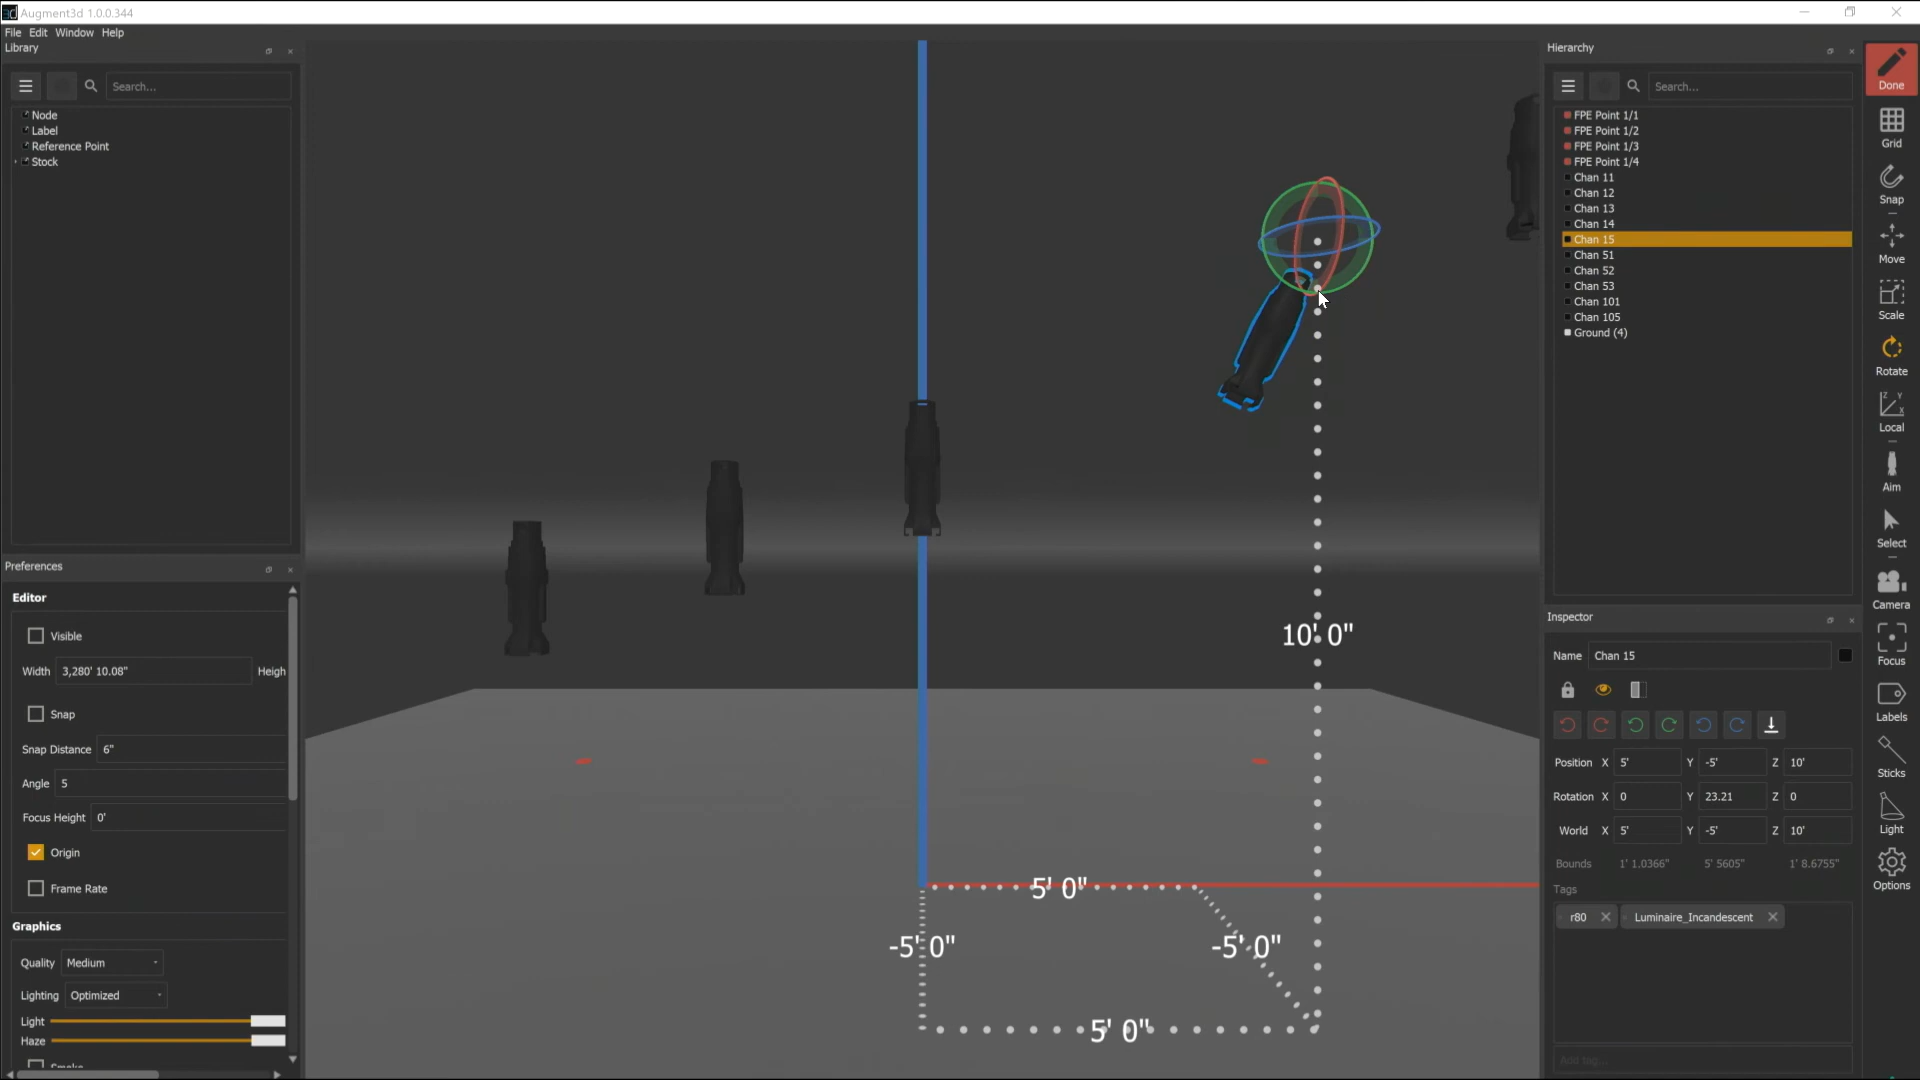 Augment3d 1.0.0.344
File Edit Window Help
Library
Search...
Node
Label
Reference Point
Stock
Preferences
Editor
Visible
Width 3,280' 10.08" Heigh
Snap
Snap Distance 6"
Angle 5
Focus Height 0'
Origin
Frame Rate
Graphics
Quality Medium
Lighting Optimized
Light
Haze
Smoke
10' 0"
5' 0"
-5' 0"
-5' 0"
5' 0"
Hierarchy
Search...
FPE Point 1/1
FPE Point 1/2
FPE Point 1/3
FPE Point 1/4
Chan 11
Chan 12
Chan 13
Chan 14
Chan 15
Chan 51
Chan 52
Chan 53
Chan 101
Chan 105
Ground (4)
Inspector
Name Chan 15
Position X 5' Y -5' Z 10'
Rotation X 0 Y 23.21 Z 0
World X 5' Y -5' Z 10'
Bounds 1' 1.0366" 5' 5605" 1' 8.6755"
Tags
r80 Luminaire_Incandescent
Add tag...
Done
Grid
Snap
Move
Scale
Rotate
Z Y X
Local
Aim
Select
Camera
Focus
Labels
Sticks
Light
Options